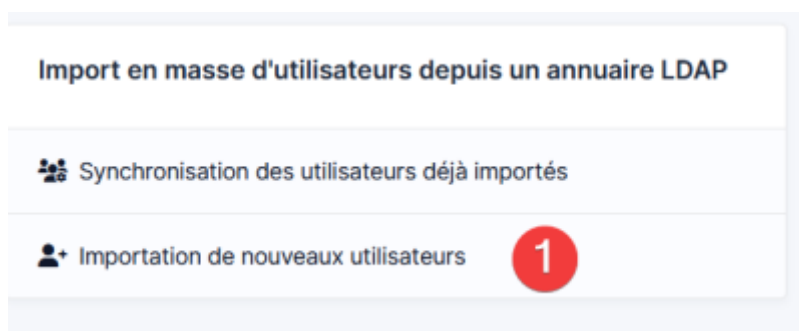 Import en masse d'utilisateurs depuis un annuaire LDAP
Synchronisation des utilisateurs déjà importés
Importation de nouveaux utilisateurs 1